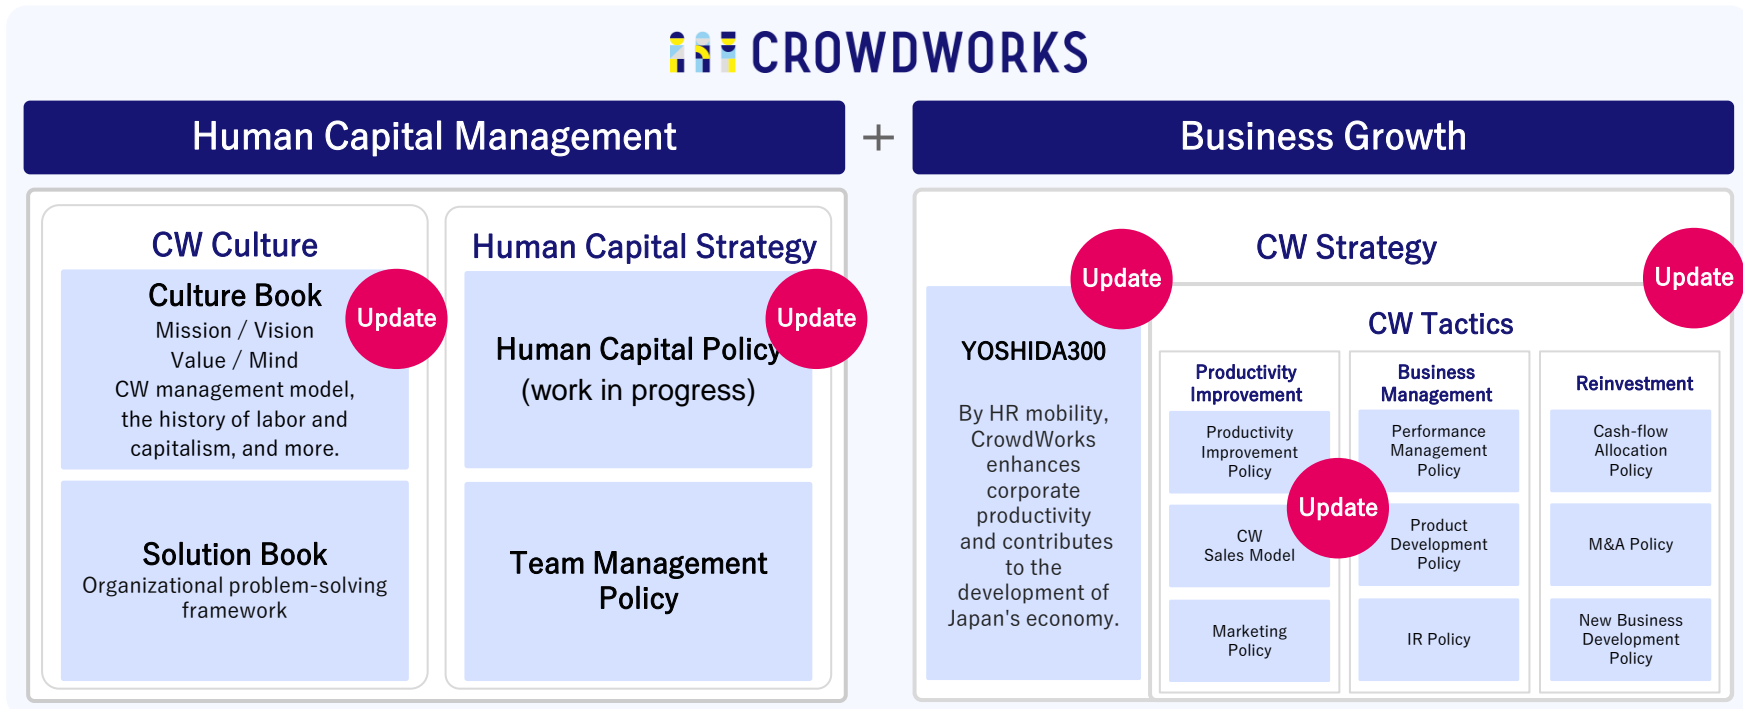 CROWDWORKS
Human Capital Management
+
Business Growth
CW Culture
Culture Book
Mission / Vision
Value / Mind
CW management model,
the history of labor and
capitalism, and more.
Update
Solution Book
Organizational problem-solving
framework
Human Capital Strategy
Human Capital Policy
(work in progress)
Update
Team Management
Policy
CW Strategy
Update
Update
YOSHIDA300
By HR mobility,
CrowdWorks
enhances
corporate
productivity
and contributes
to the
development of
Japan's economy.
CW Tactics
Productivity
Improvement
Productivity
Improvement
Policy
CW
Sales Model
Marketing
Policy
Update
Business
Management
Performance
Management
Policy
Product
Development
Policy
IR Policy
Reinvestment
Cash-flow
Allocation
Policy
M&A Policy
New Business
Development
Policy